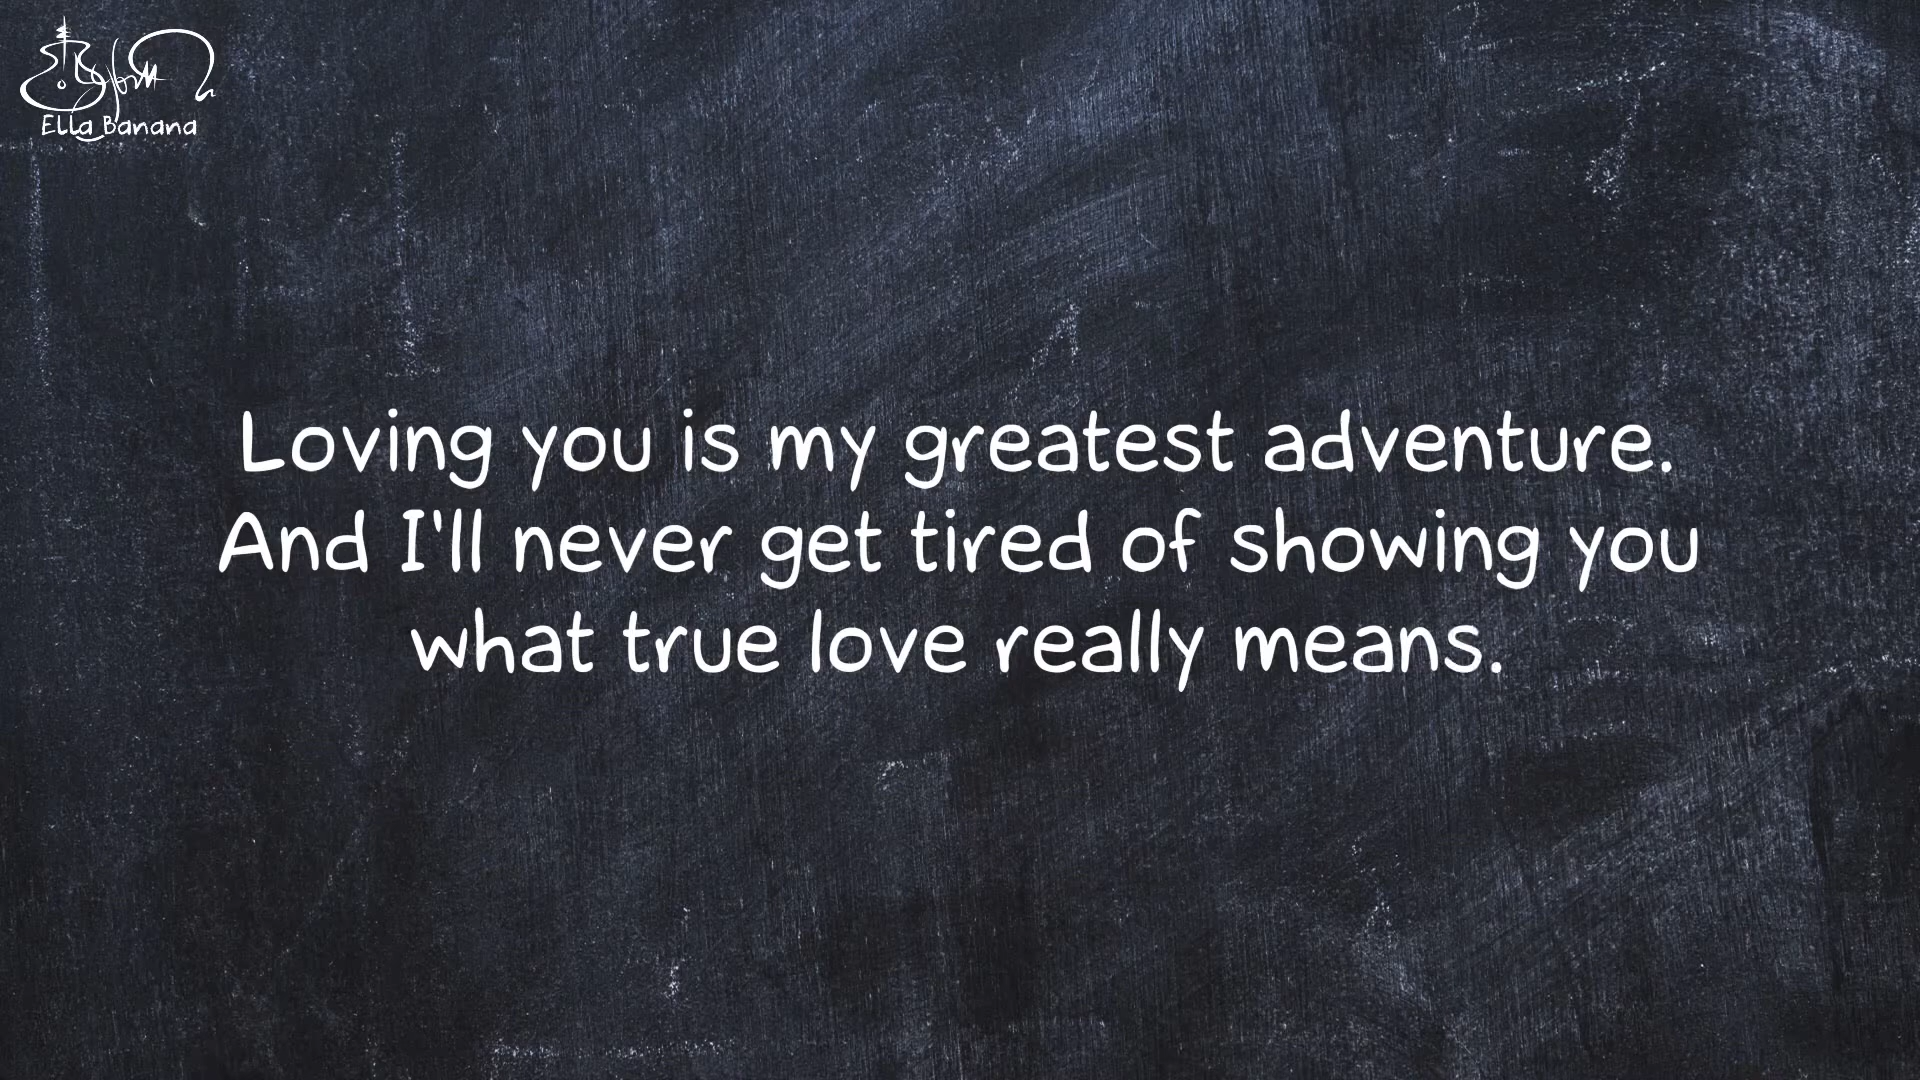 Ella Banana
Loving you is my greatest adventure.
And I'll never get tired of showing you
what true love really means.